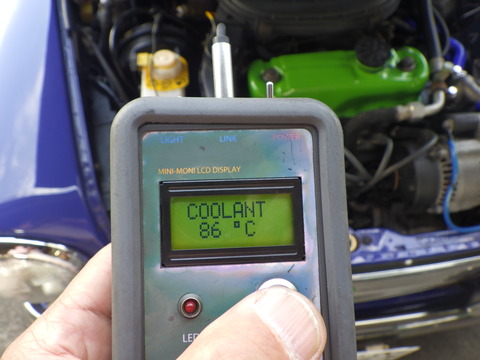 LIGHT LINK POWER
MINI-MONI LCD DISPLAY
COOLANT
86 °C
LED